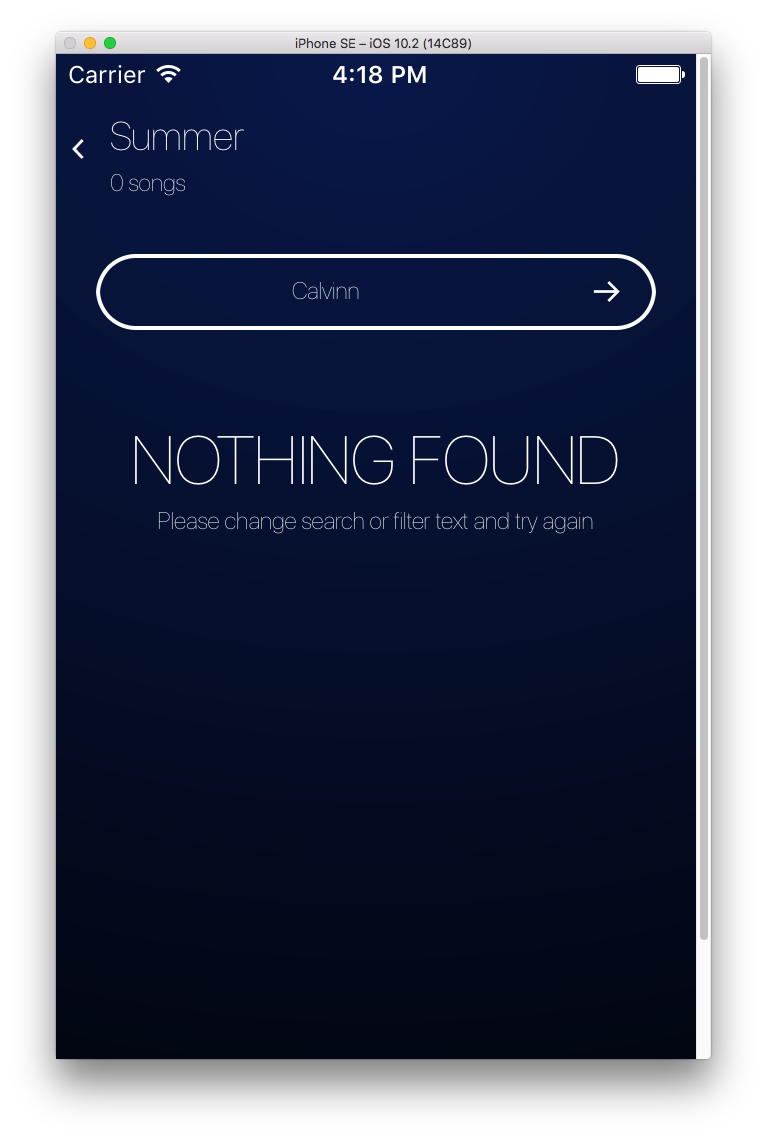 iPhone SE – iOS 10.2 (14C89)
Carrier 4:18 PM
Summer
0 songs
Calvinn
NOTHING FOUND
Please change search or filter text and try again